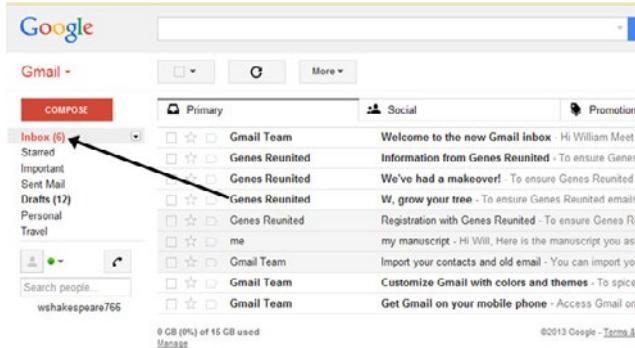 Google
Gmail
More
COMPOSE
Primary
Social
Promotion
Inbox (6)
Starred
Important
Sent Mail
Drafts (12)
Personal
Travel
Gmail Team Welcome to the new Gmail inbox - Hi William Meet
Genes Reunited Information from Genes Reunited - To ensure Genes
Genes Reunited We've had a makeover! - To ensure Genes Reunited
Genes Reunited W, grow your tree - To ensure Genes Reunited emails
Genes Reunited Registration with Genes Reunited - To ensure Genes R
me my manuscript - Hi Will, Here is the manuscript you as
Gmail Team Import your contacts and old email - You can import yo
Gmail Team Customize Gmail with colors and themes - To spice
Gmail Team Get Gmail on your mobile phone - Access Gmail on
Search people...
wshakespeare766
0 GB (0%) of 15 GB used
Manage
©2013 Google - Terms &